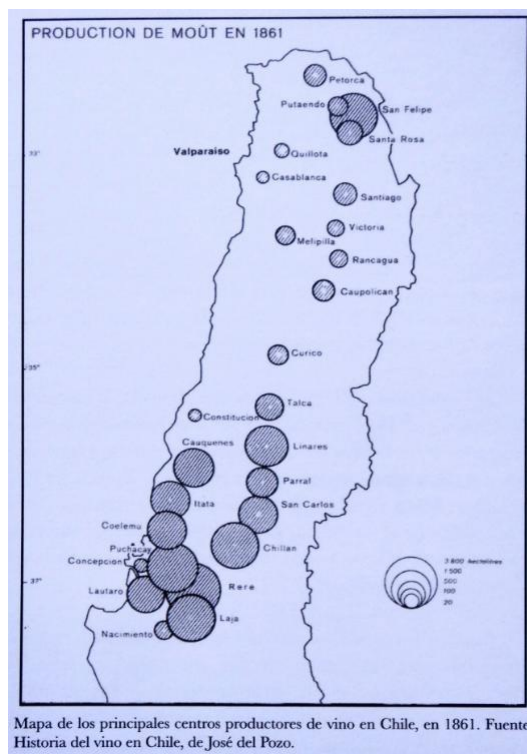 PRODUCTION DE MOÛT EN 1861
Petorca
Putaendo
San Felipe
Santa Rosa
33°
Valparaiso
Quillota
Casablanca
Santiago
Victoria
Melipilla
Rancagua
Caupolican
35°
Curico
Talca
Constitucion
Cauquenes
Linares
Parral
Itata
San Carlos
Coelemu
Chillan
Puchacay
Concepcion
37°
Lautaro
Rere
Laja
Nacimiento
hectolitres
1 500
500
100
20
Mapa de los principales centros productores de vino en Chile, en 1861. Fuente
Historia del vino en Chile, de José del Pozo.